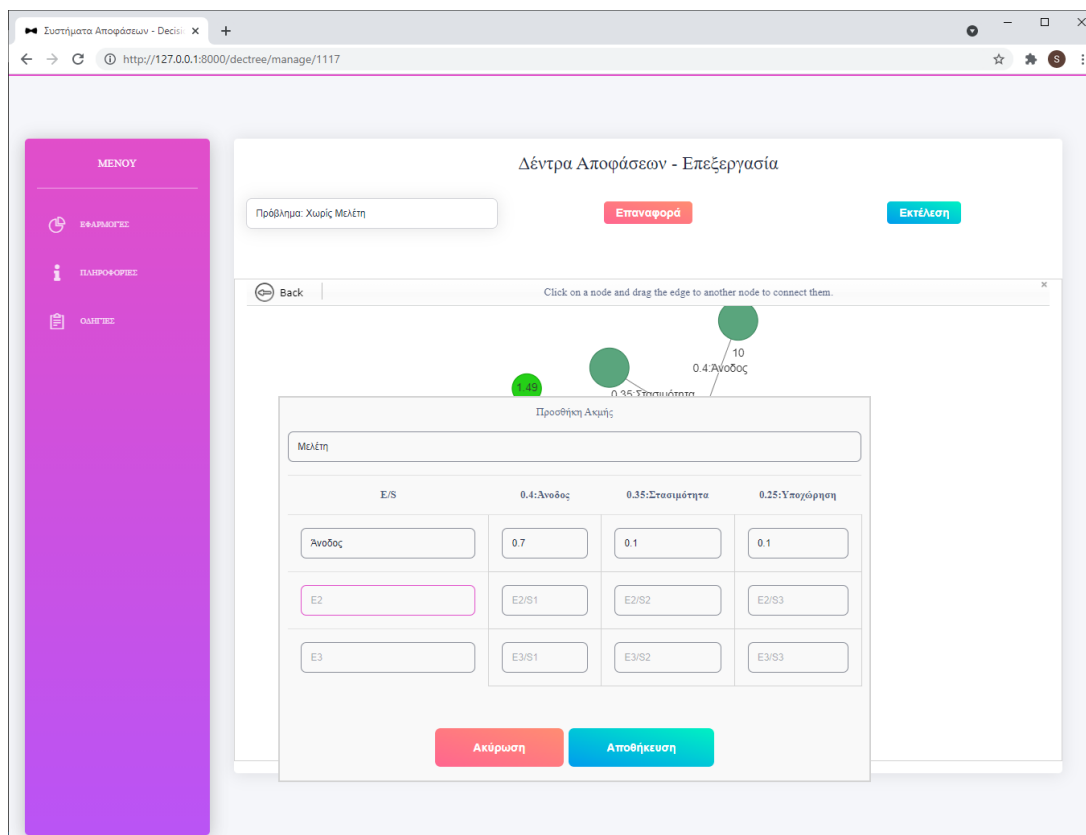 Συστήματα Αποφάσεων - Decisi
http://127.0.0.1:8000/dectree/manage/1117
S
ΜΕΝΟΥ
ΕΦΑΡΜΟΓΕΣ
ΠΛΗΡΟΦΟΡΙΕΣ
ΟΔΗΓΙΕΣ
Δέντρα Αποφάσεων - Επεξεργασία
Πρόβλημα: Χωρίς Μελέτη
Επαναφορά
Εκτέλεση
Back
Click on a node and drag the edge to another node to connect them.
10
0.4:Άνοδος
1.49
0.35:Στασιμότητα
Προσθήκη Ακμής
Μελέτη
E/S 0.4:Άνοδος 0.35:Στασιμότητα 0.25:Υποχώρηση
Άνοδος 0.7 0.1 0.1
E2 E2/S1 E2/S2 E2/S3
E3 E3/S1 E3/S2 E3/S3
Ακύρωση Αποθήκευση